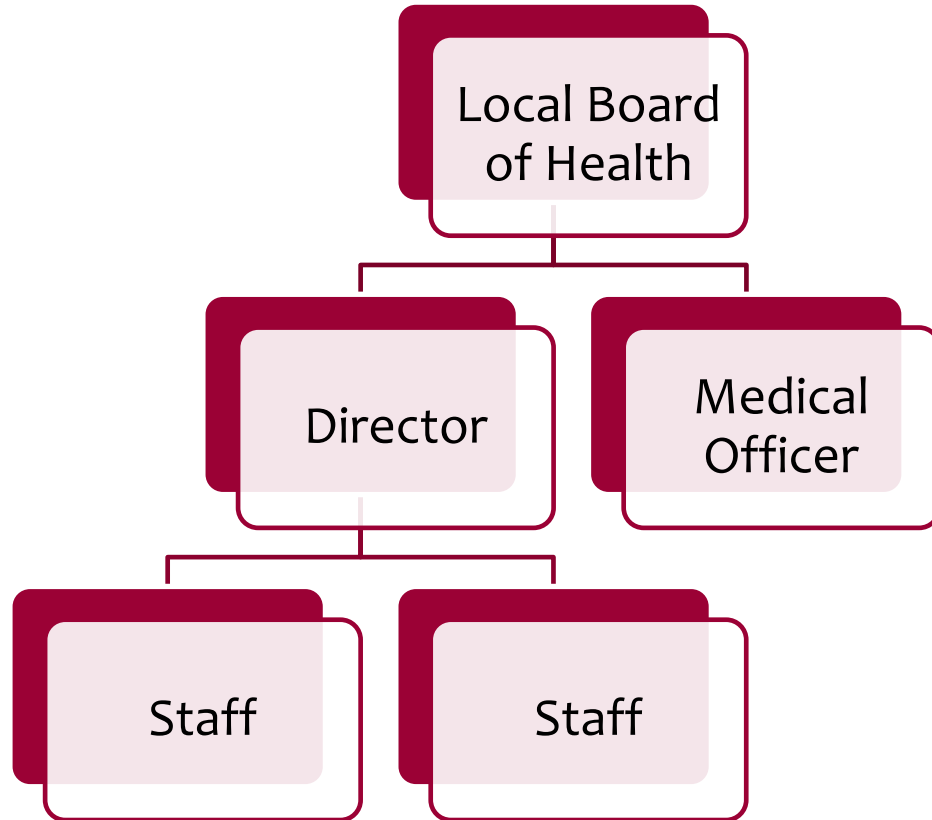 Local Board
of Health
Director
Medical
Officer
Staff
Staff